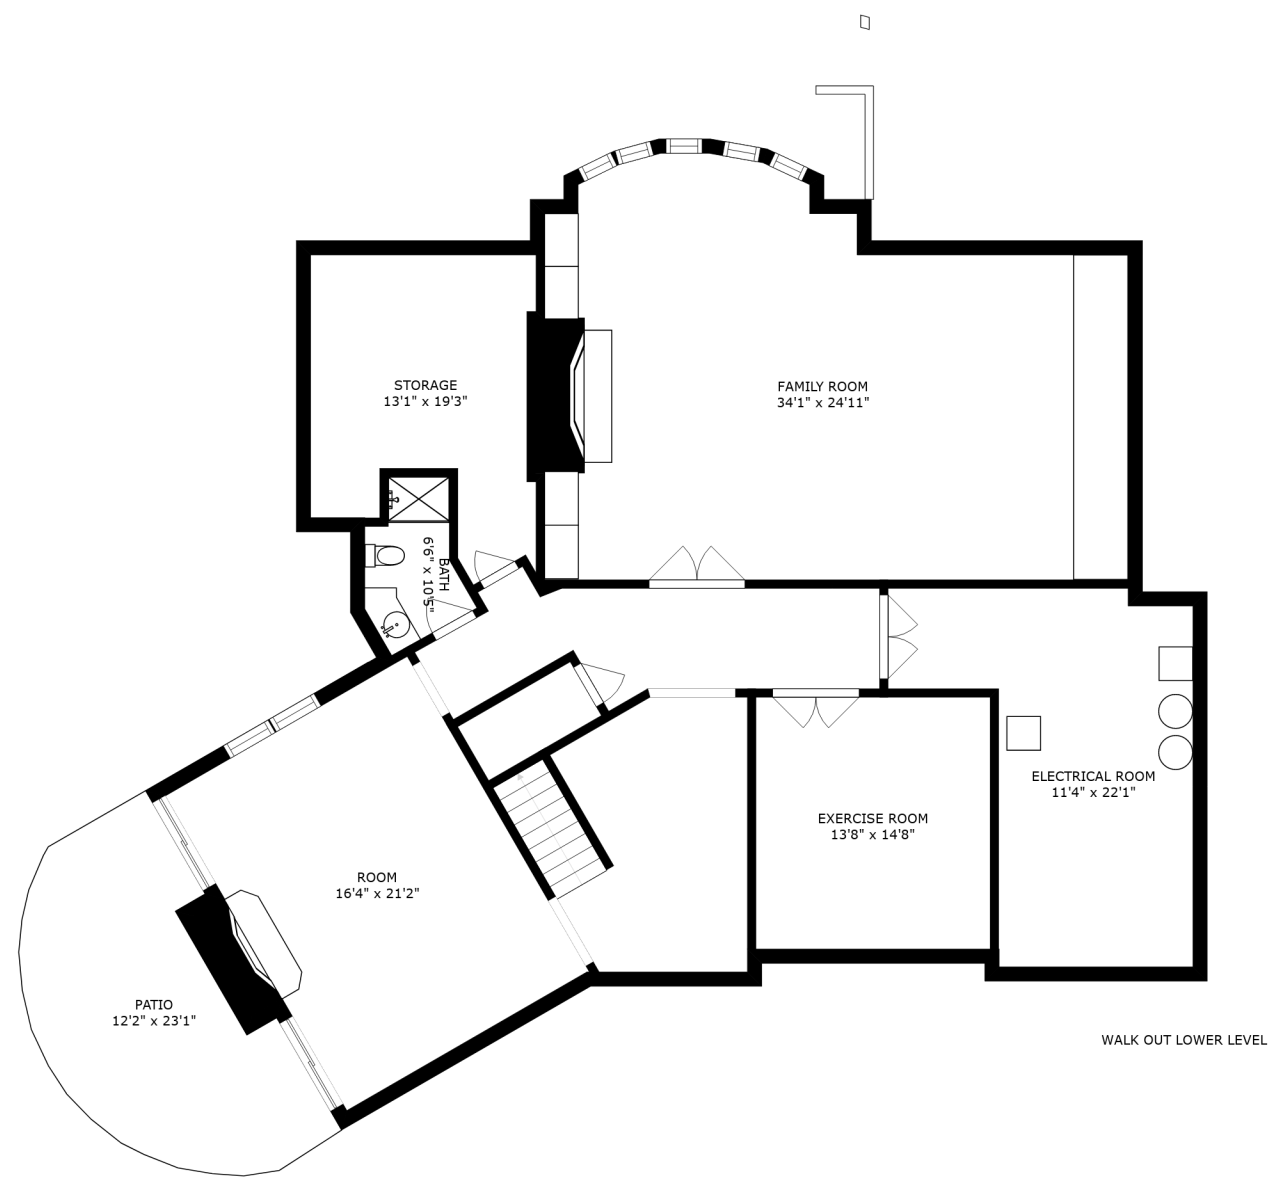 STORAGE
13'1" x 19'3"
FAMILY ROOM
34'1" x 24'11"
BATH
6'6" x 10'5"
ELECTRICAL ROOM
11'4" x 22'1"
EXERCISE ROOM
13'8" x 14'8"
ROOM
16'4" x 21'2"
PATIO
12'2" x 23'1"
WALK OUT LOWER LEVEL